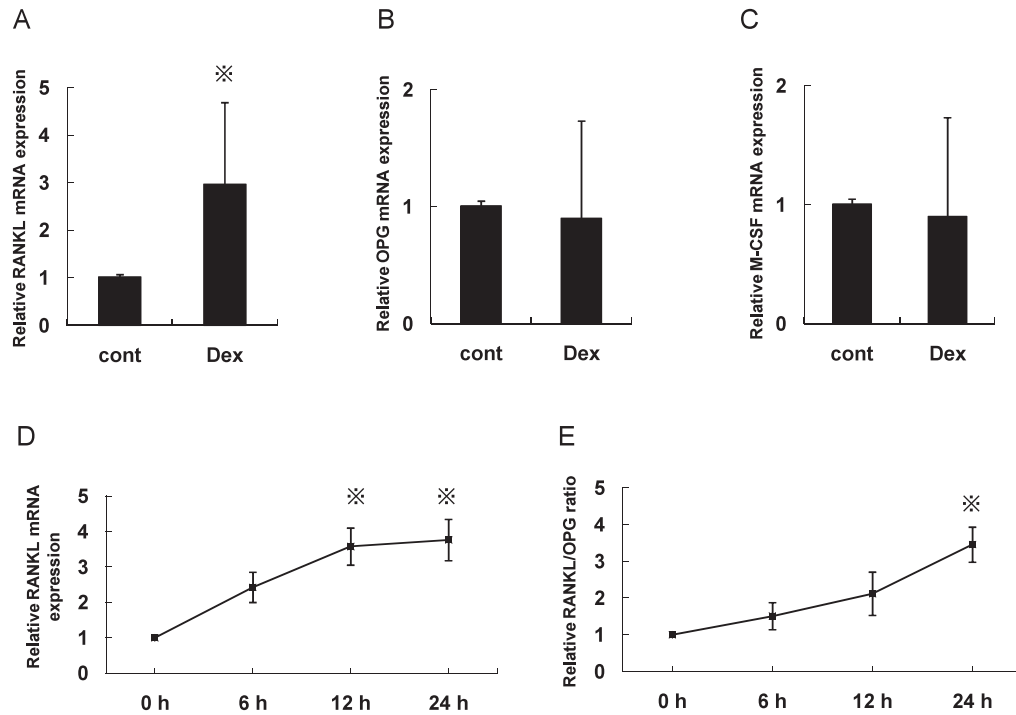 A
Relative RANKL mRNA expression
※
5
4
3
2
1
0
cont
Dex
B
Relative OPG mRNA expression
2
1
0
cont
Dex
C
Relative M-CSF mRNA expression
2
1
0
cont
Dex
D
Relative RANKL mRNA
expression
※
※
5
4
3
2
1
0
0 h
6 h
12 h
24 h
E
Relative RANKL/OPG ratio
※
5
4
3
2
1
0
0 h
6 h
12 h
24 h